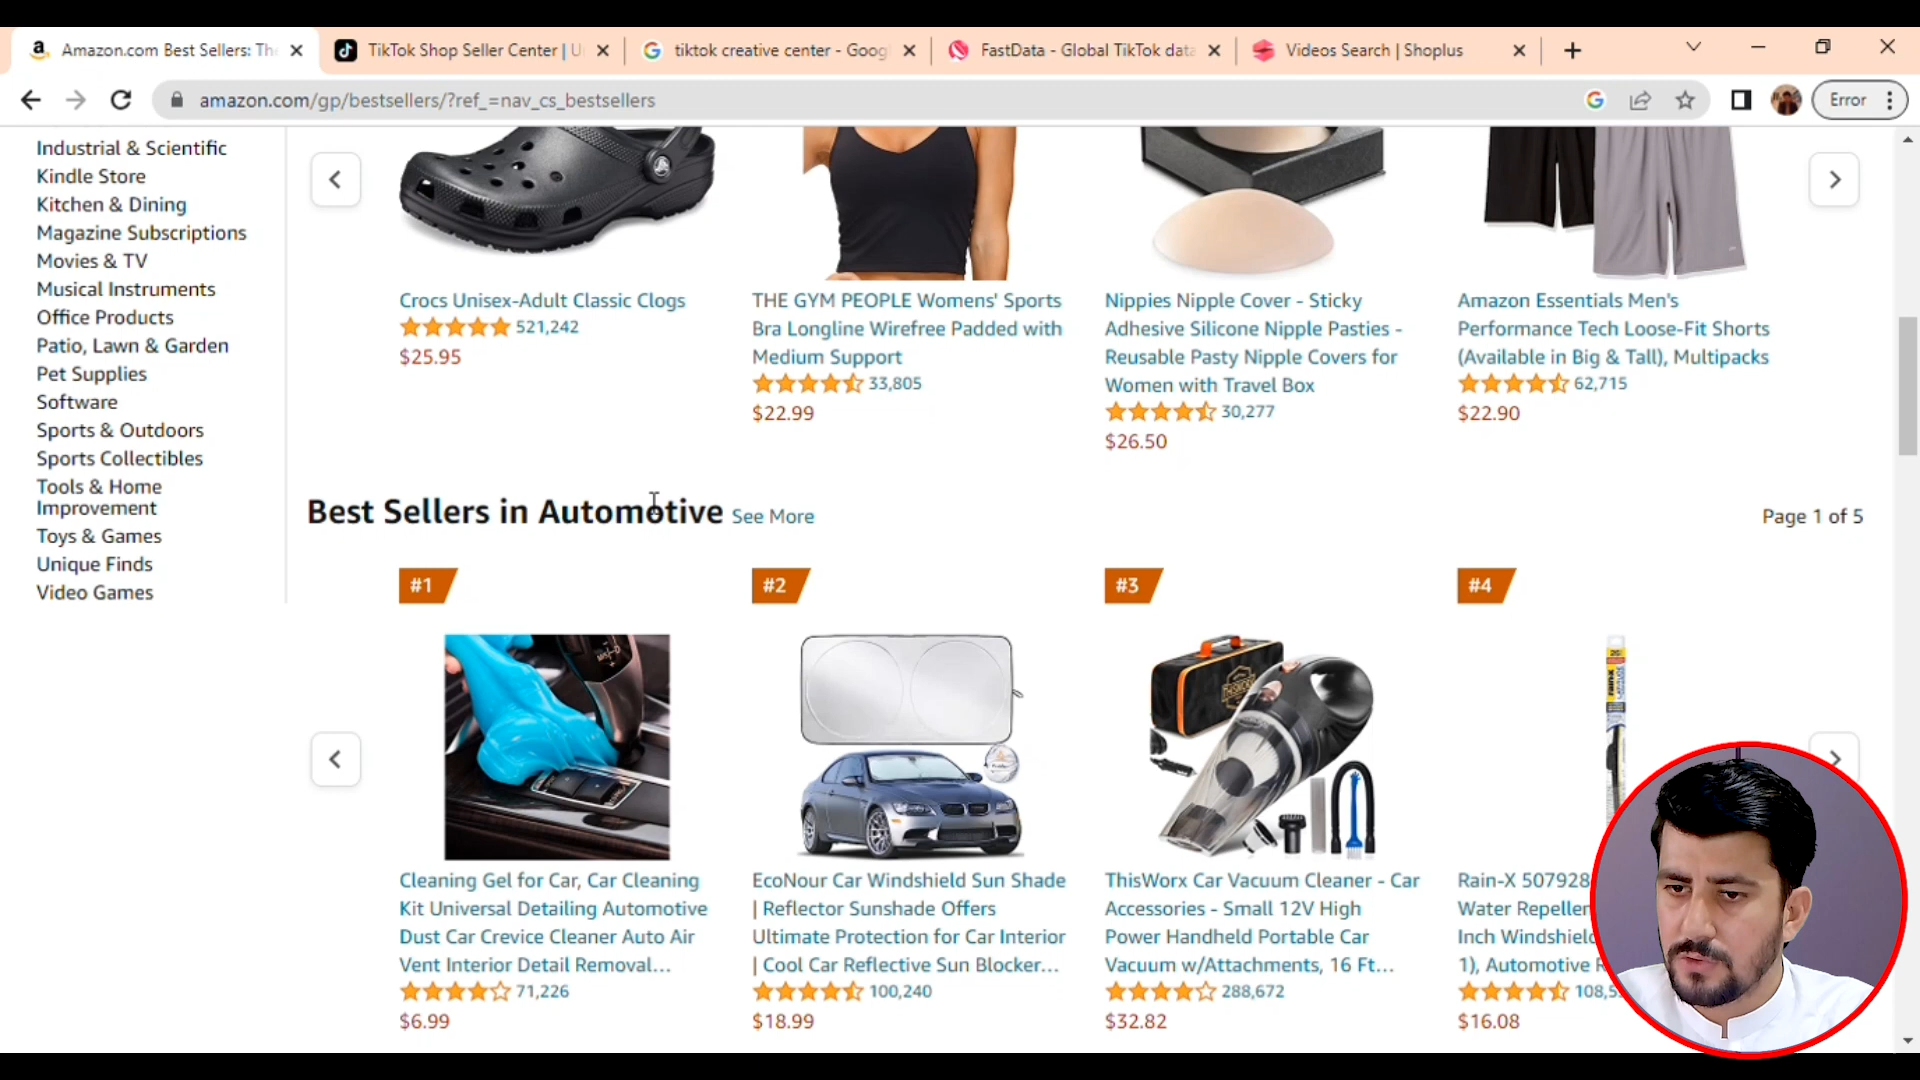 Amazon.com Best Sellers: Th
TikTok Shop Seller Center | U
tiktok creative center - Goog
FastData - Global TikTok data
Videos Search | Shoplus
amazon.com/gp/bestsellers/?ref_=nav_cs_bestsellers
Error
Industrial & Scientific
Kindle Store
Kitchen & Dining
Magazine Subscriptions
Movies & TV
Musical Instruments
Office Products
Patio, Lawn & Garden
Pet Supplies
Software
Sports & Outdoors
Sports Collectibles
Tools & Home
Improvement
Toys & Games
Unique Finds
Video Games
Crocs Unisex-Adult Classic Clogs
521,242
$25.95
THE GYM PEOPLE Womens' Sports
Bra Longline Wirefree Padded with
Medium Support
33,805
$22.99
Nippies Nipple Cover - Sticky
Adhesive Silicone Nipple Pasties -
Reusable Pasty Nipple Covers for
Women with Travel Box
30,277
$26.50
Amazon Essentials Men's
Performance Tech Loose-Fit Shorts
(Available in Big & Tall), Multipacks
62,715
$22.90
Best Sellers in Automotive See More
Page 1 of 5
#1
Cleaning Gel for Car, Car Cleaning
Kit Universal Detailing Automotive
Dust Car Crevice Cleaner Auto Air
Vent Interior Detail Removal...
71,226
$6.99
#2
EcoNour Car Windshield Sun Shade
| Reflector Sunshade Offers
Ultimate Protection for Car Interior
| Cool Car Reflective Sun Blocker...
100,240
$18.99
#3
ThisWorx Car Vacuum Cleaner - Car
Accessories - Small 12V High
Power Handheld Portable Car
Vacuum w/Attachments, 16 Ft...
288,672
$32.82
#4
Rain-X 507928
Water Repeller
Inch Windshield
1), Automotive R
108,5
$16.08